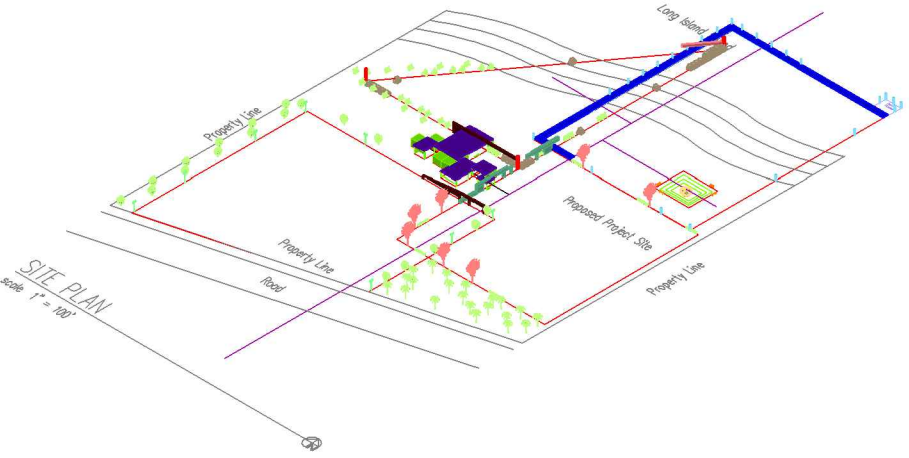 Long Island
Property Line
Proposed Project Site
Property Line
Property Line
Road
SITE PLAN
scale 1" = 100'